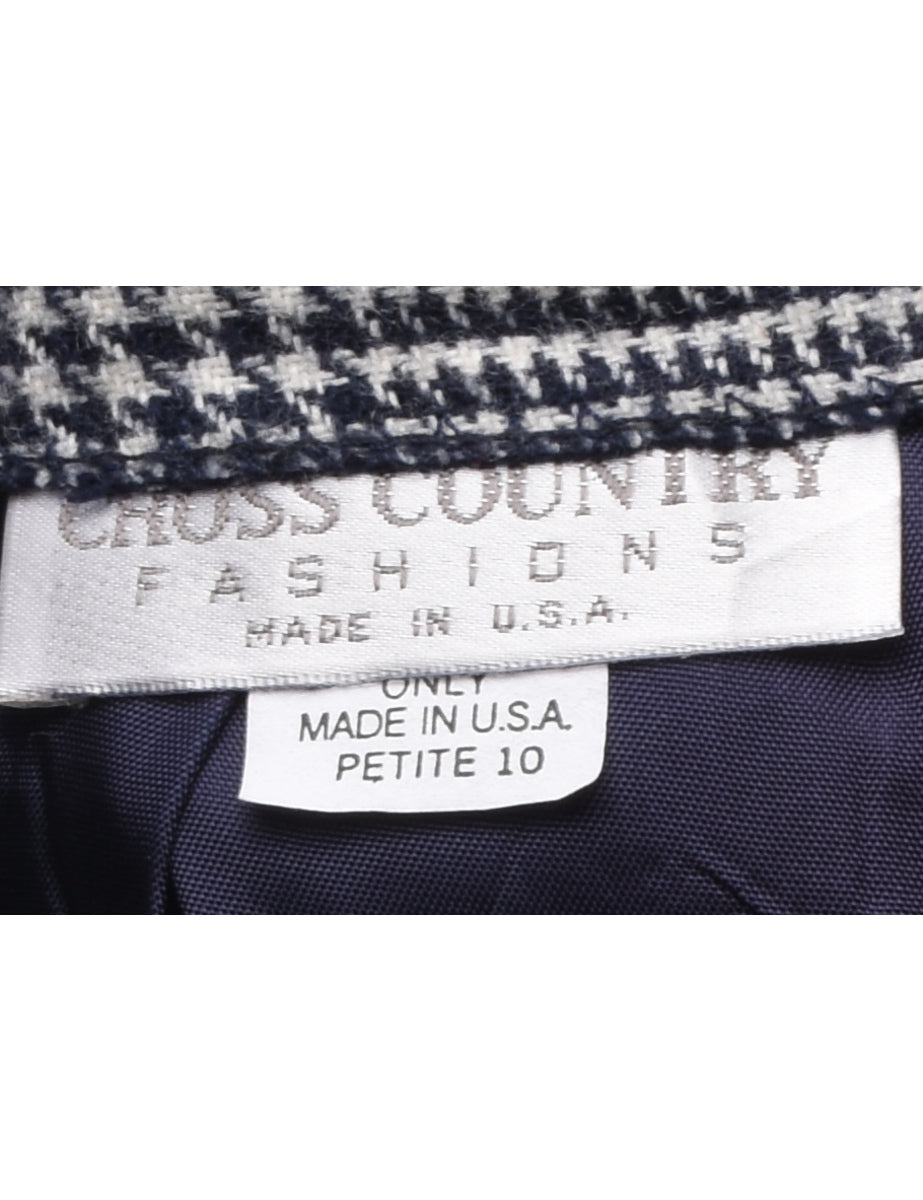 CROSS COUNTRY
FASHIONS
MADE IN U.S.A.
ONLY
MADE IN U.S.A.
PETITE 10